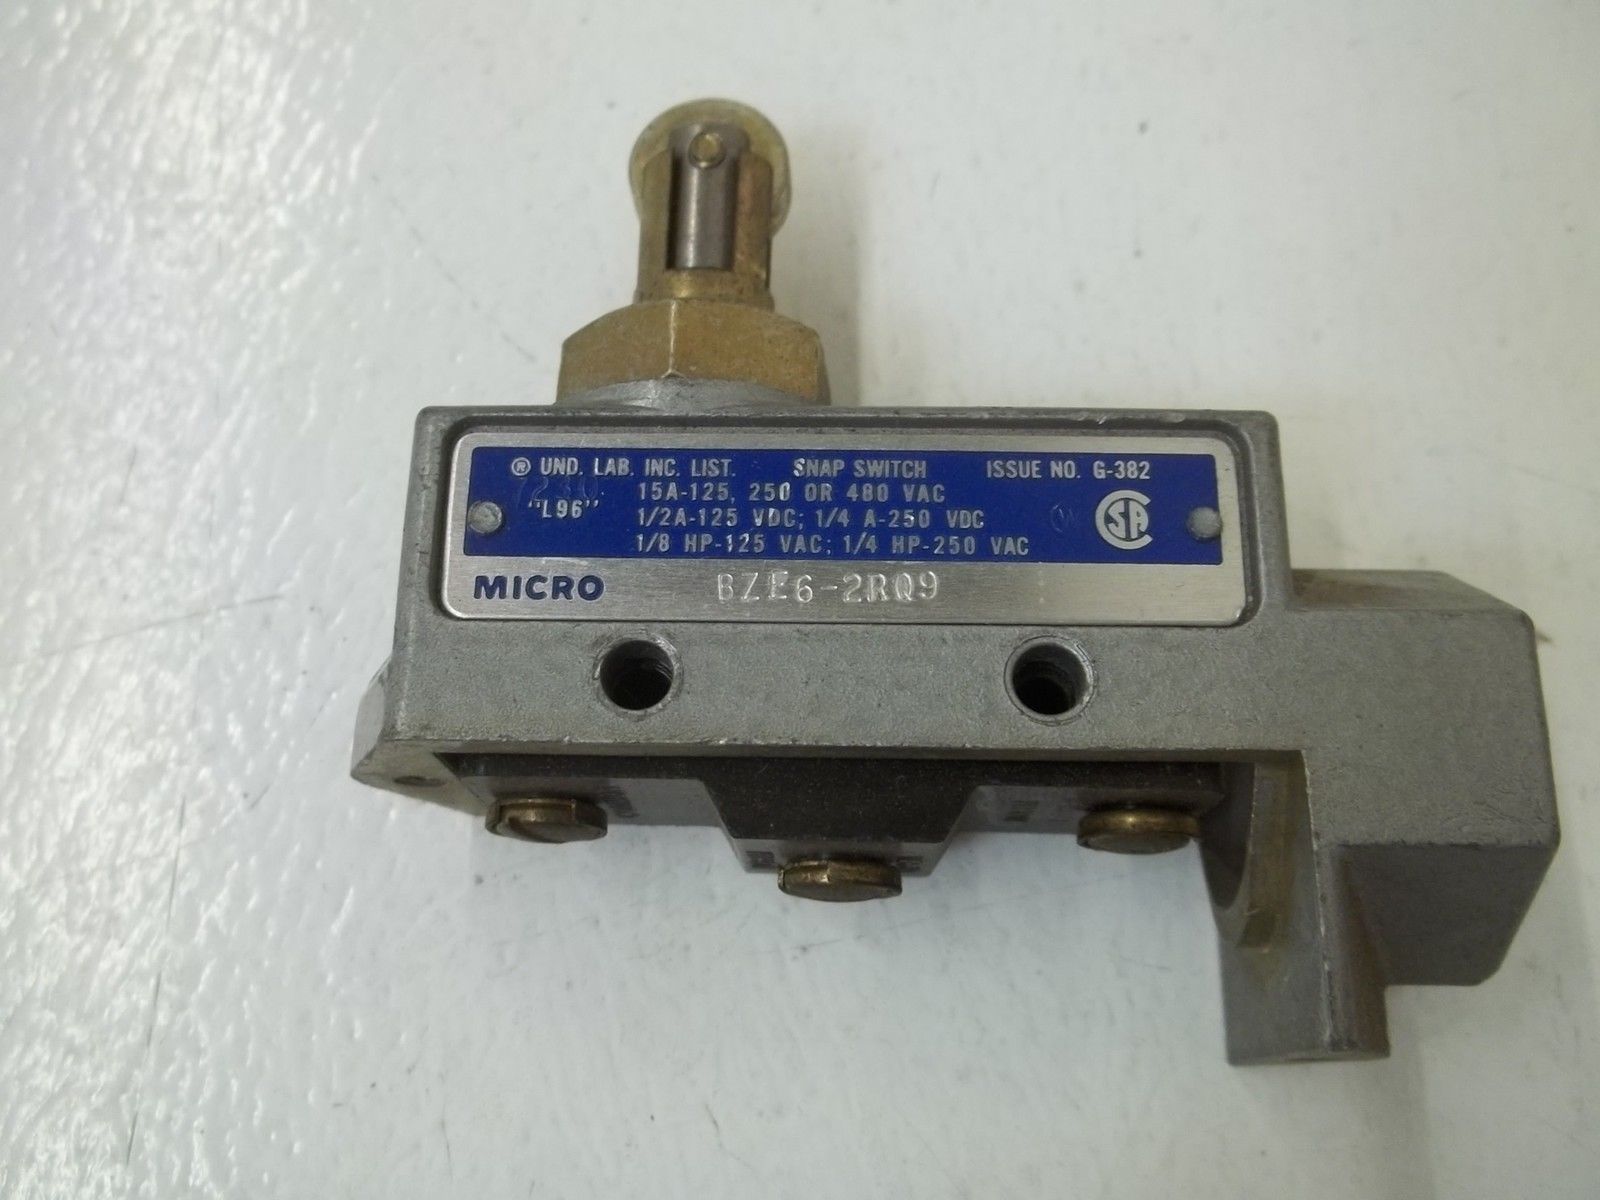 ® UND. LAB. INC. LIST. SNAP SWITCH ISSUE NO. G-382
"L96" 15A-125, 250 OR 480 VAC
1/2A-125 VDC; 1/4 A-250 VDC
1/8 HP-125 VAC; 1/4 HP-250 VAC
W
SA
MICRO BZE6-2RQ9